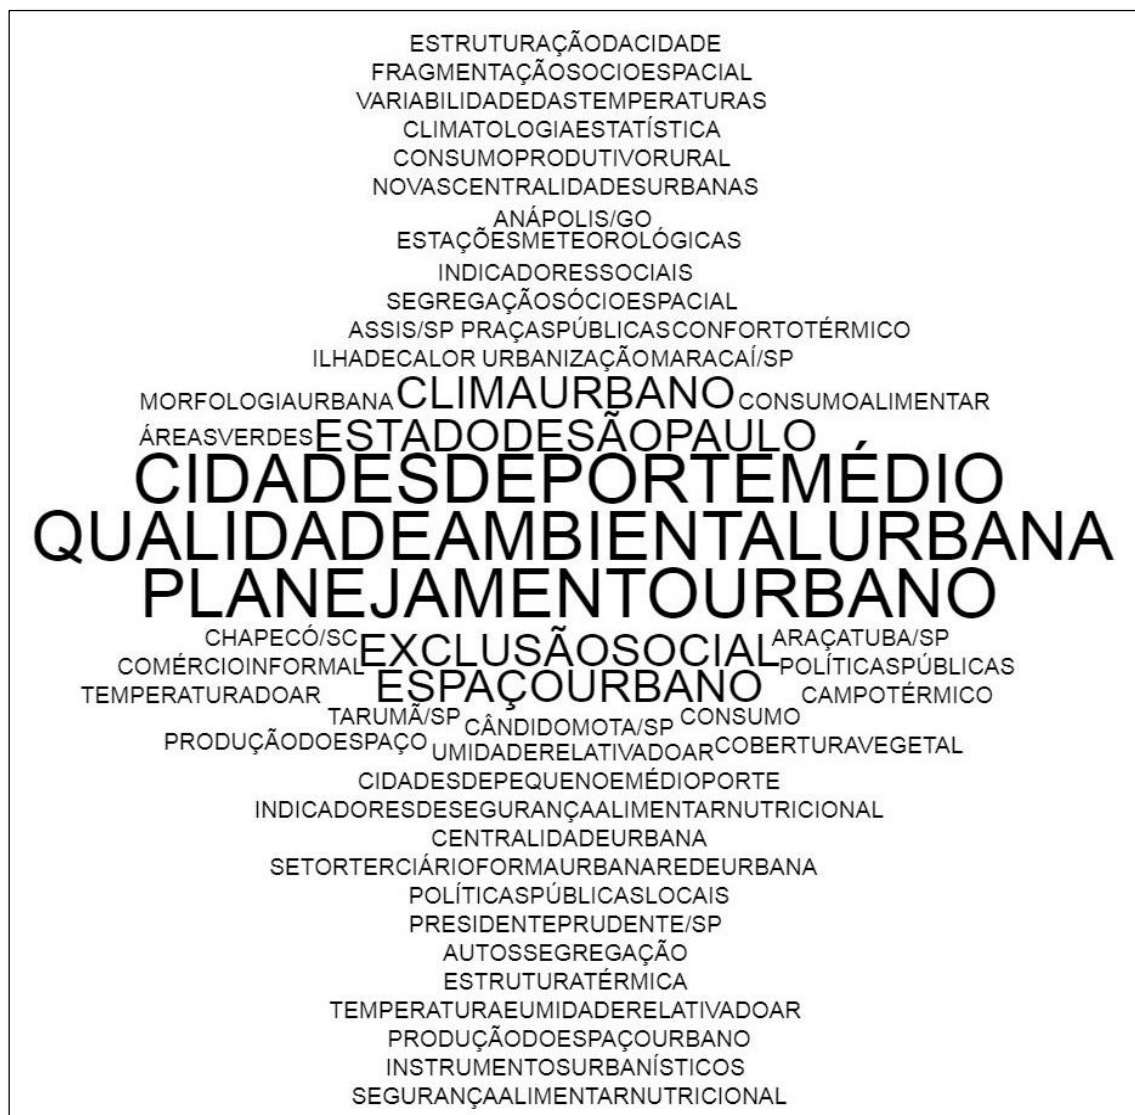 ESTRUTURAÇÃODACIDADE
FRAGMENTAÇÃOSOCIOESPACIAL
VARIABILIDADEDASTEMPERATURAS
CLIMATOLOGIAESTATÍSTICA
CONSUMOPRODUTIVORURAL
NOVASCENTRALIDADESURBANAS
ANÁPOLIS/GO
ESTAÇÕESMETEOROLÓGICAS
INDICADORESSOCIAIS
SEGREGAÇÃOSÓCIOESPACIAL
ASSIS/SP PRAÇASPÚBLICASCONFORTOTÉRMICO
ILHADECALOR URBANIZAÇÃOMARACAÍ/SP
MORFOLOGIAURBANA CLIMAURBANO CONSUMOALIMENTAR
ÁREASVERDES ESTADODESÃOPAULO
CIDADESDEPORTEMÉDIO
QUALIDADEAMBIENTALURBANA
PLANEJAMENTOURBANO
CHAPECÓ/SC EXCLUSÃOSOCIAL ARAÇATUBA/SP
COMÉRCIOINFORMAL POLÍTICASPÚBLICAS
TEMPERATURADOAR ESPAÇOURBANO CAMPOTÉRMICO
TARUMÃ/SP CÂNDIDOMOTA/SP CONSUMO
PRODUÇÃODOESPAÇO UMIDADERELATIVADOAR COBERTURAVEGETAL
CIDADESDEPEQUENOEMÉDIOPORTE
INDICADORESDESEGURANÇAALIMENTARNUTRICIONAL
CENTRALIDADEURBANA
SETORTERCIÁRIOFORMAURBANAREDEURBANA
POLÍTICASPÚBLICASLOCAIS
PRESIDENTEPRUDENTE/SP
AUTOSSEGREGAÇÃO
ESTRUTURATÉRMICA
TEMPERATURAEUMIDADERELATIVADOAR
PRODUÇÃODOESPAÇOURBANO
INSTRUMENTOSURBANÍSTICOS
SEGURANÇAALIMENTARNUTRICIONAL